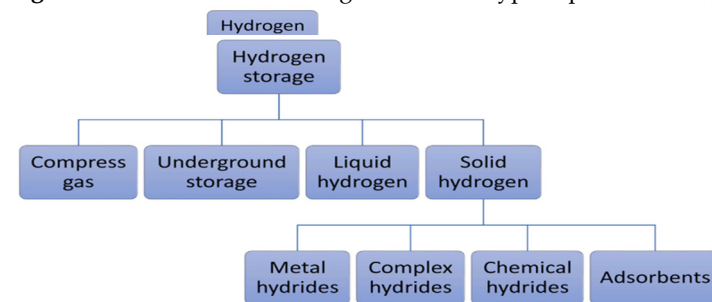 Hydrogen
Hydrogen
storage
Compress
gas
Underground
storage
Liquid
hydrogen
Solid
hydrogen
Metal
hydrides
Complex
hydrides
Chemical
hydrides
Adsorbents